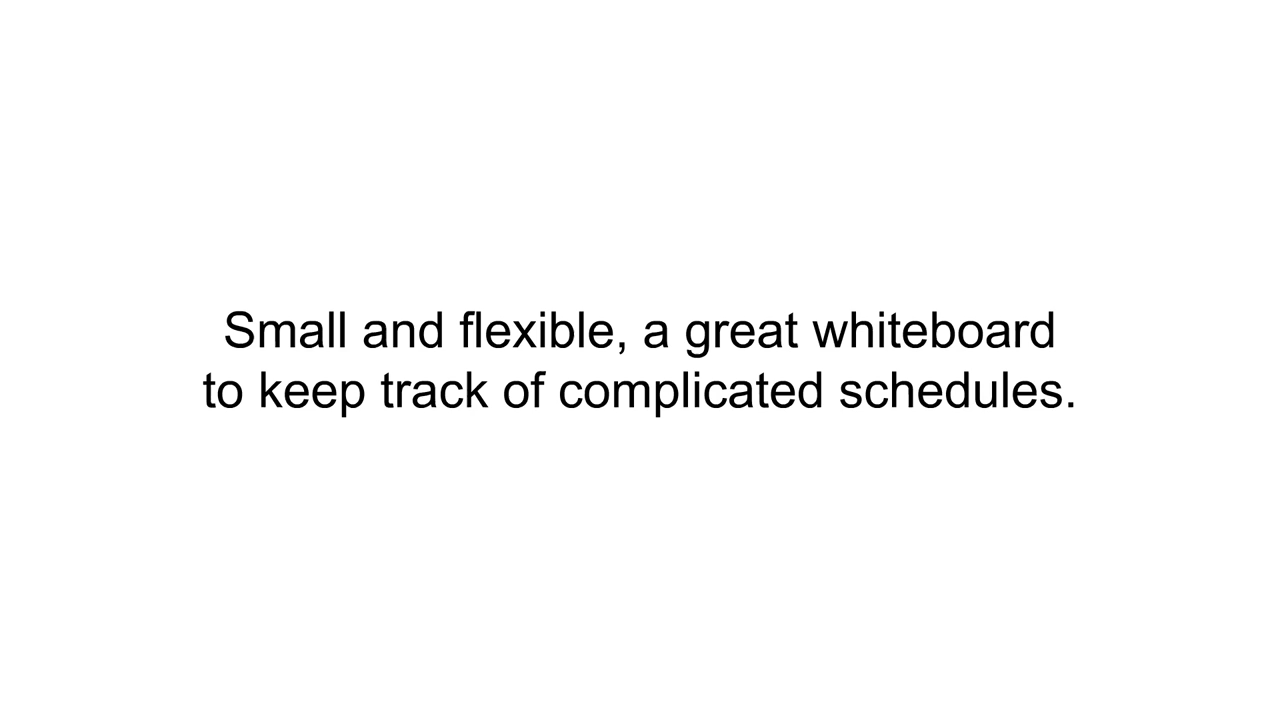 Small and flexible, a great whiteboard
to keep track of complicated schedules.